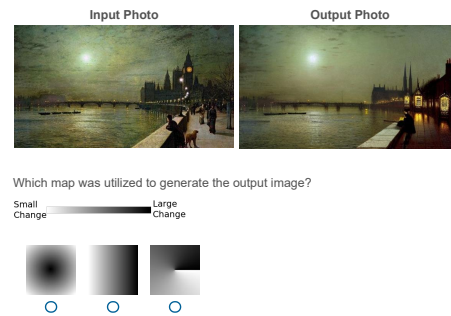 Input Photo
Output Photo
Which map was utilized to generate the output image?
Small
Change
Large
Change